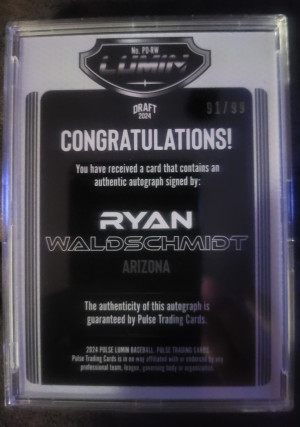 No. PD-RW
LUMIN
DRAFT
2024
91/99
CONGRATULATIONS!
You have received a card that contains an
authentic autograph signed by:
RYAN
WALDSCHMIDT
ARIZONA
The authenticity of this autograph is
guaranteed by Pulse Trading Cards.
2024 PULSE LUMIN BASEBALL. PULSE TRADING CARDS.
Pulse Trading Cards is in no way affiliated with or endorsed by any
professional team, league, governing body or organization.